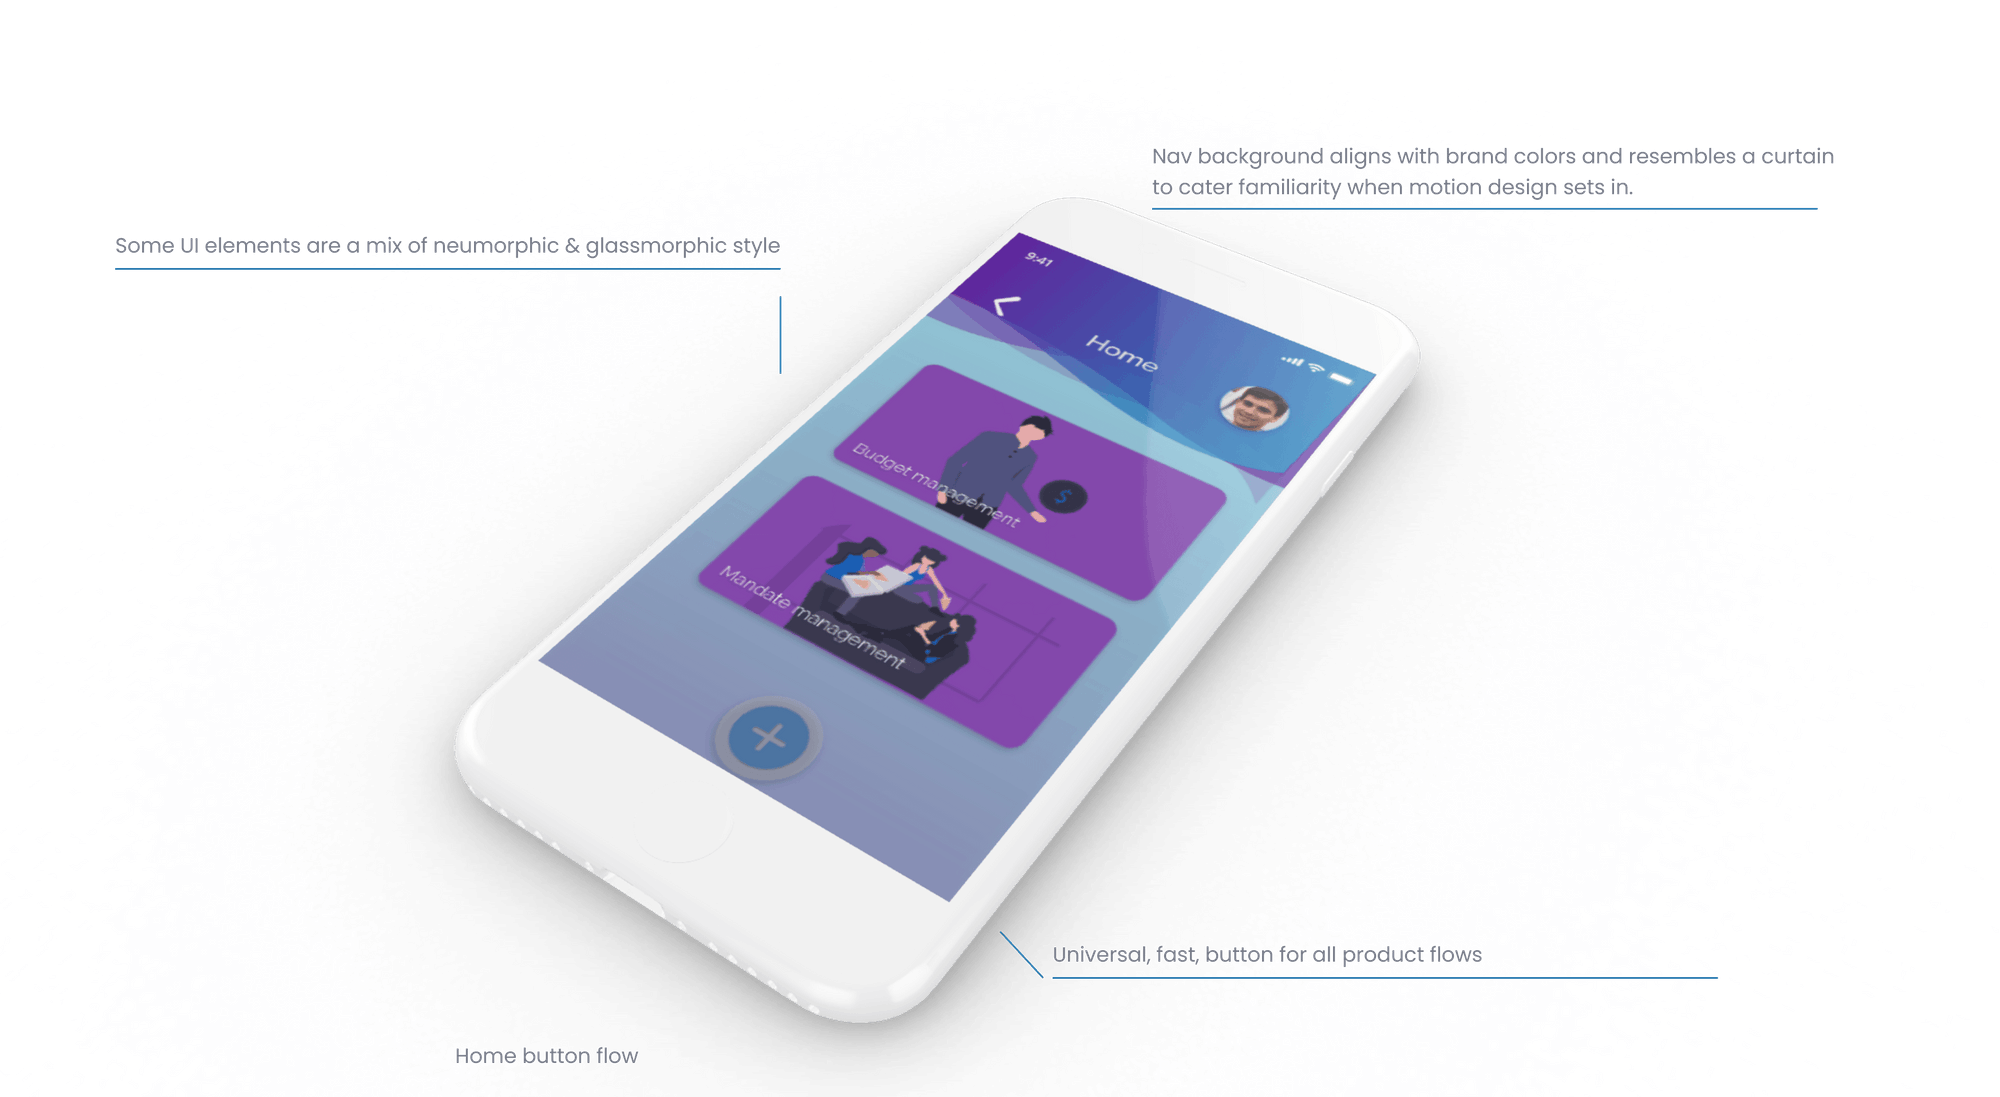 Nav background aligns with brand colors and resembles a curtain
to cater familiarity when motion design sets in.
Some UI elements are a mix of neumorphic & glassmorphic style
9:41
Home
Budget management
$
Mandate management
Universal, fast, button for all product flows
Home button flow